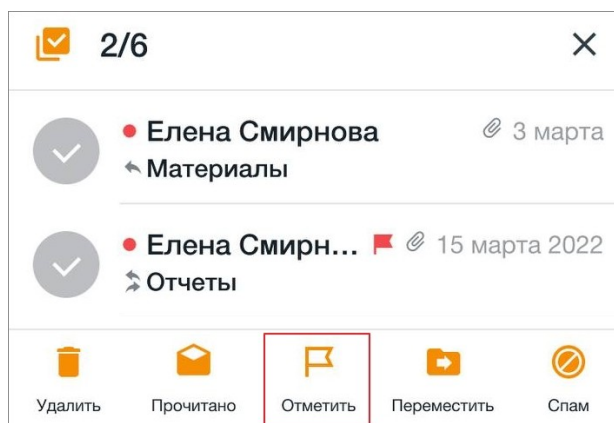 2/6
Елена Смирнова 3 марта
Материалы
Елена Смирн... 15 марта 2022
Отчеты
Удалить Прочитано Отметить Переместить Спам